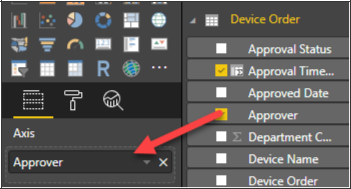 R
Axis
Approver
Device Order
Approval Status
Approval Time...
Approved Date
Approver
Σ Department C...
Device Name
Device Order